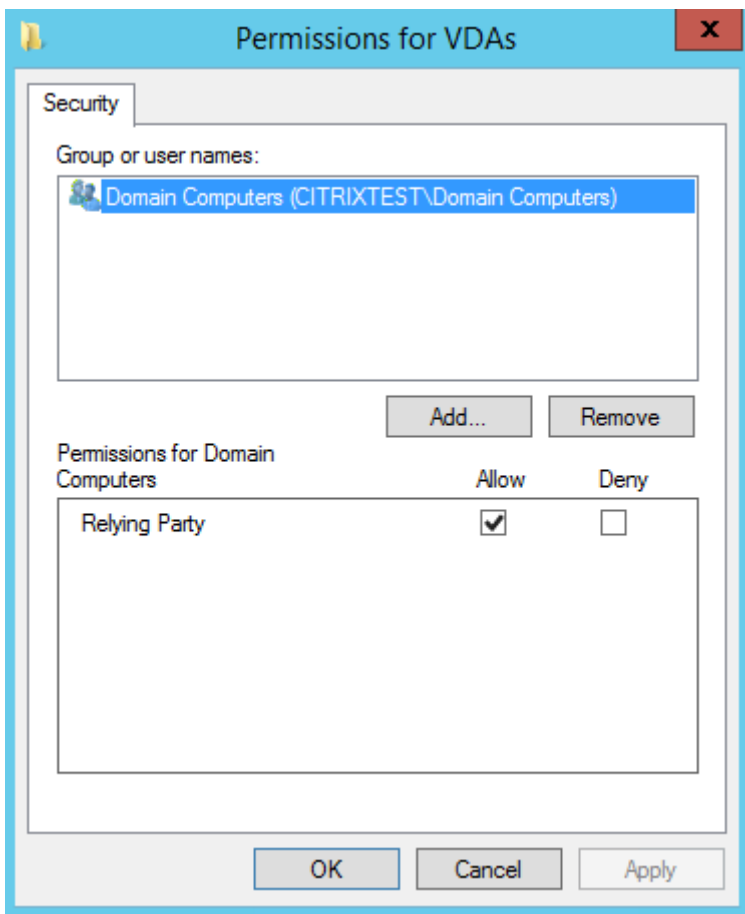 Permissions for VDAs
x
Security
Group or user names:
Domain Computers (CITRIXTEST\Domain Computers)
Add... Remove
Permissions for Domain
Computers Allow Deny
Relying Party
OK Cancel Apply